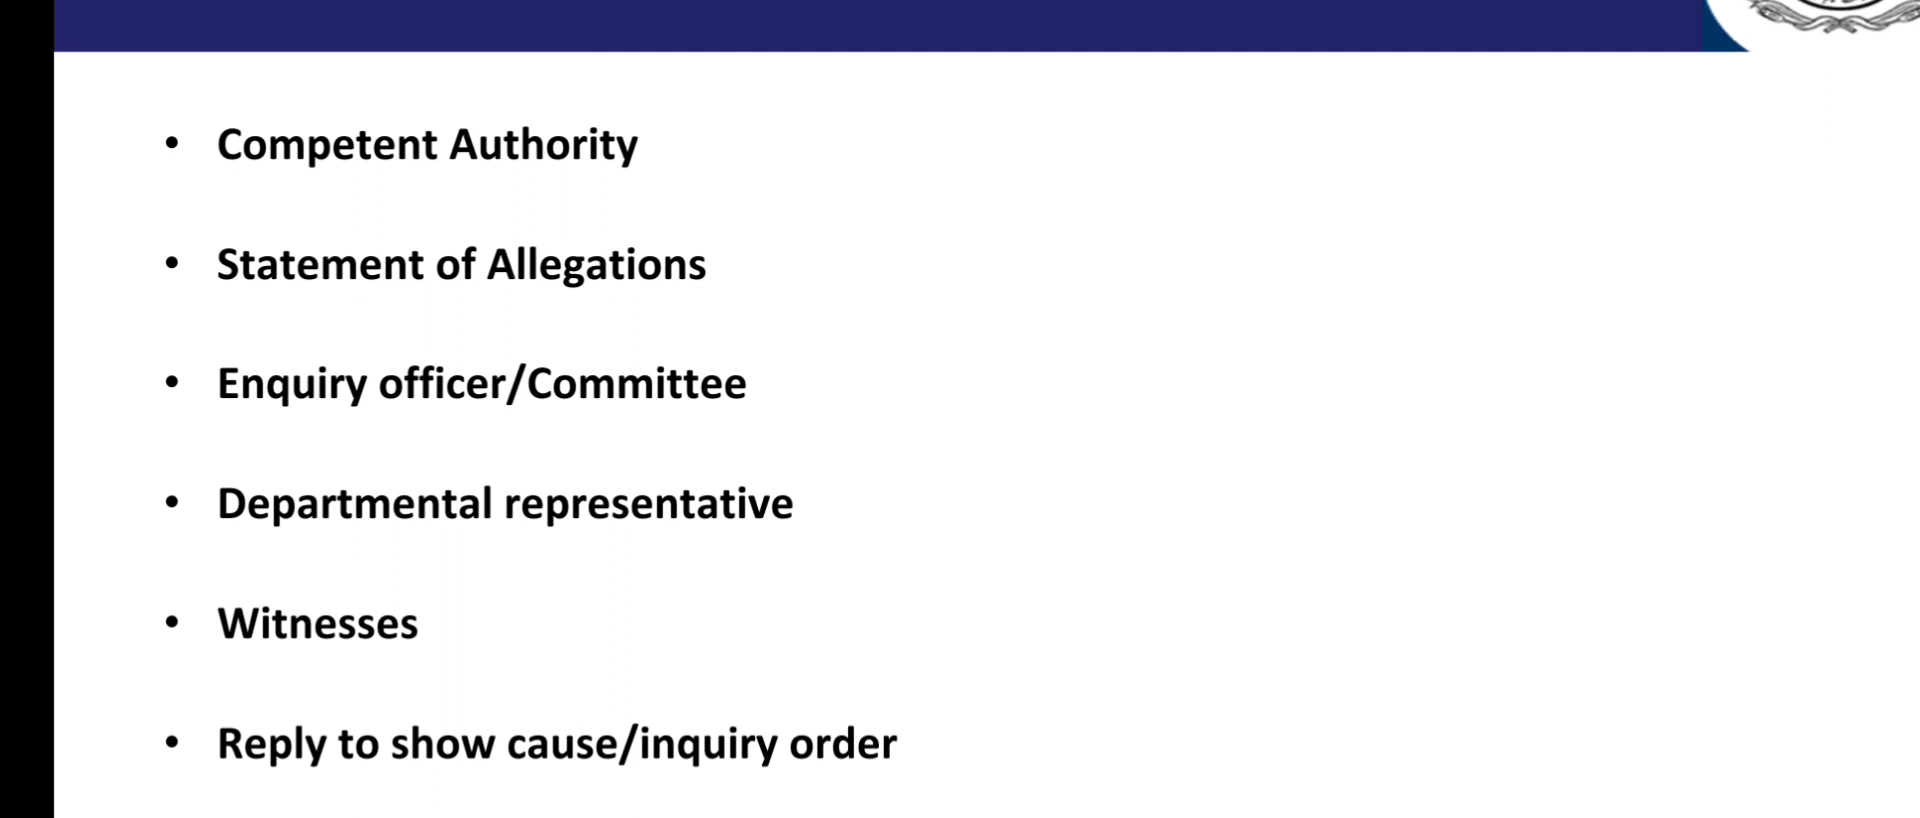 • Competent Authority
• Statement of Allegations
• Enquiry officer/Committee
• Departmental representative
• Witnesses
• Reply to show cause/inquiry order